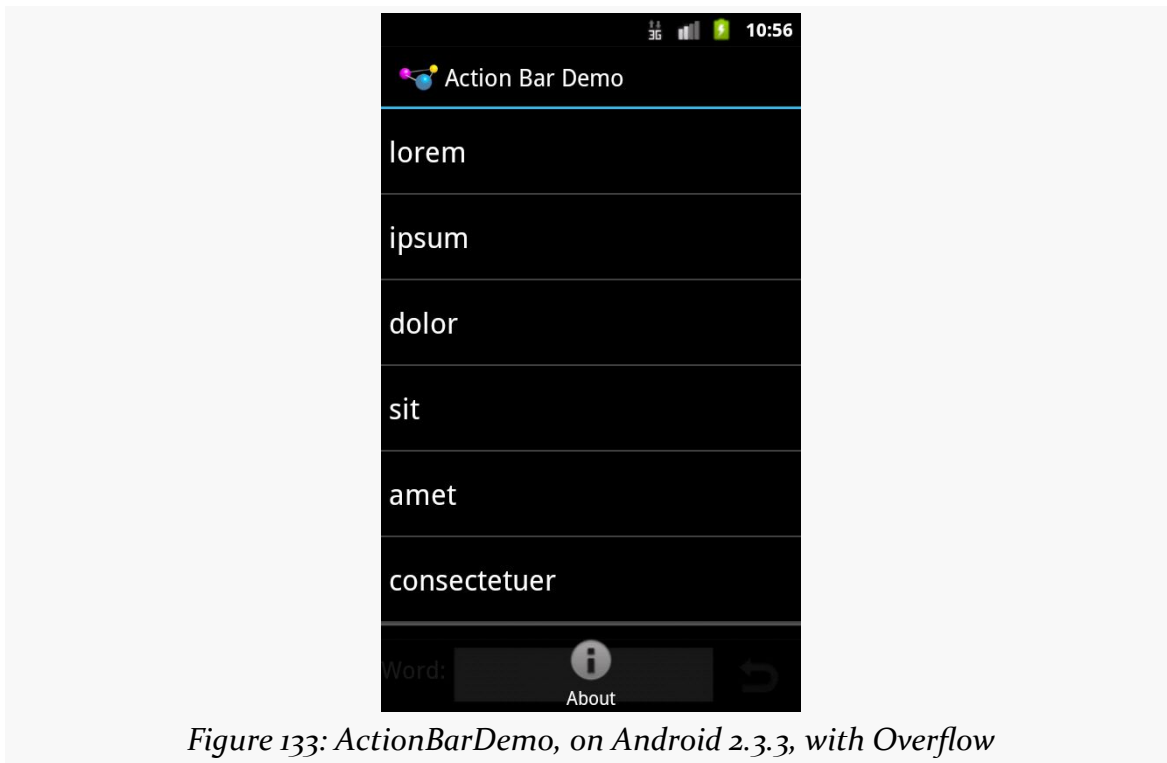 3G 10:56
Action Bar Demo
lorem
ipsum
dolor
sit
amet
consectetuer
Word:
About
Figure 133: ActionBarDemo, on Android 2.3.3, with Overflow